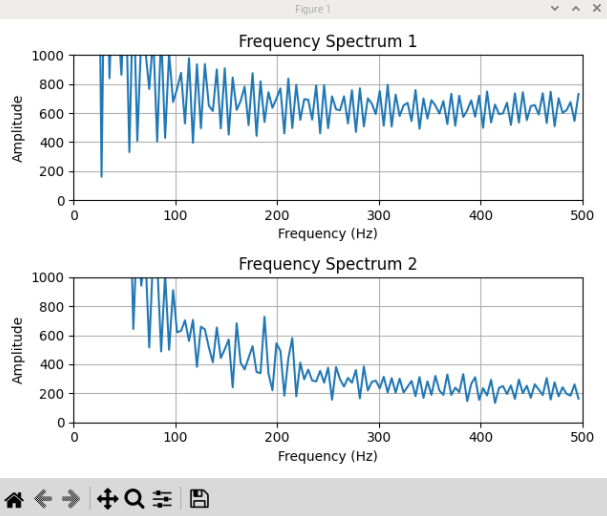 Figure 1
Frequency Spectrum 1
1000
800
600
400
200
0
Amplitude
0 100 200 300 400 500
Frequency (Hz)
Frequency Spectrum 2
1000
800
600
400
200
0
Amplitude
0 100 200 300 400 500
Frequency (Hz)